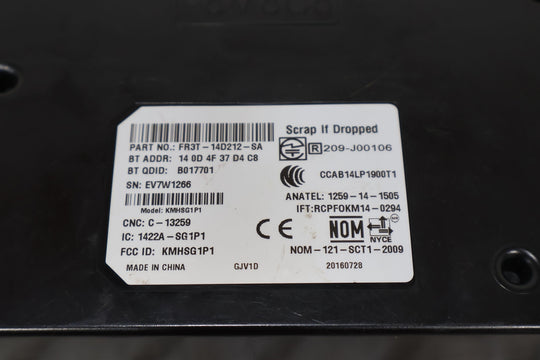 Scrap If Dropped
PART NO.: FR3T-14D212-SA
R 209-J00106
BT ADDR: 14 0D 4F 37 D4 C8
BT QDID: B017701
CCAB14LP1900T1
SN: EV7W1266
ANATEL: 1259-14-1505
Model: KMHSG1P1
IFT:RCPFOKM14-0294
CNC: C-13259
IC: 1422A-SG1P1
CE
NOM
NYCE
FCC ID: KMHSG1P1
NOM-121-SCT1-2009
MADE IN CHINA
GJV1D
20160728